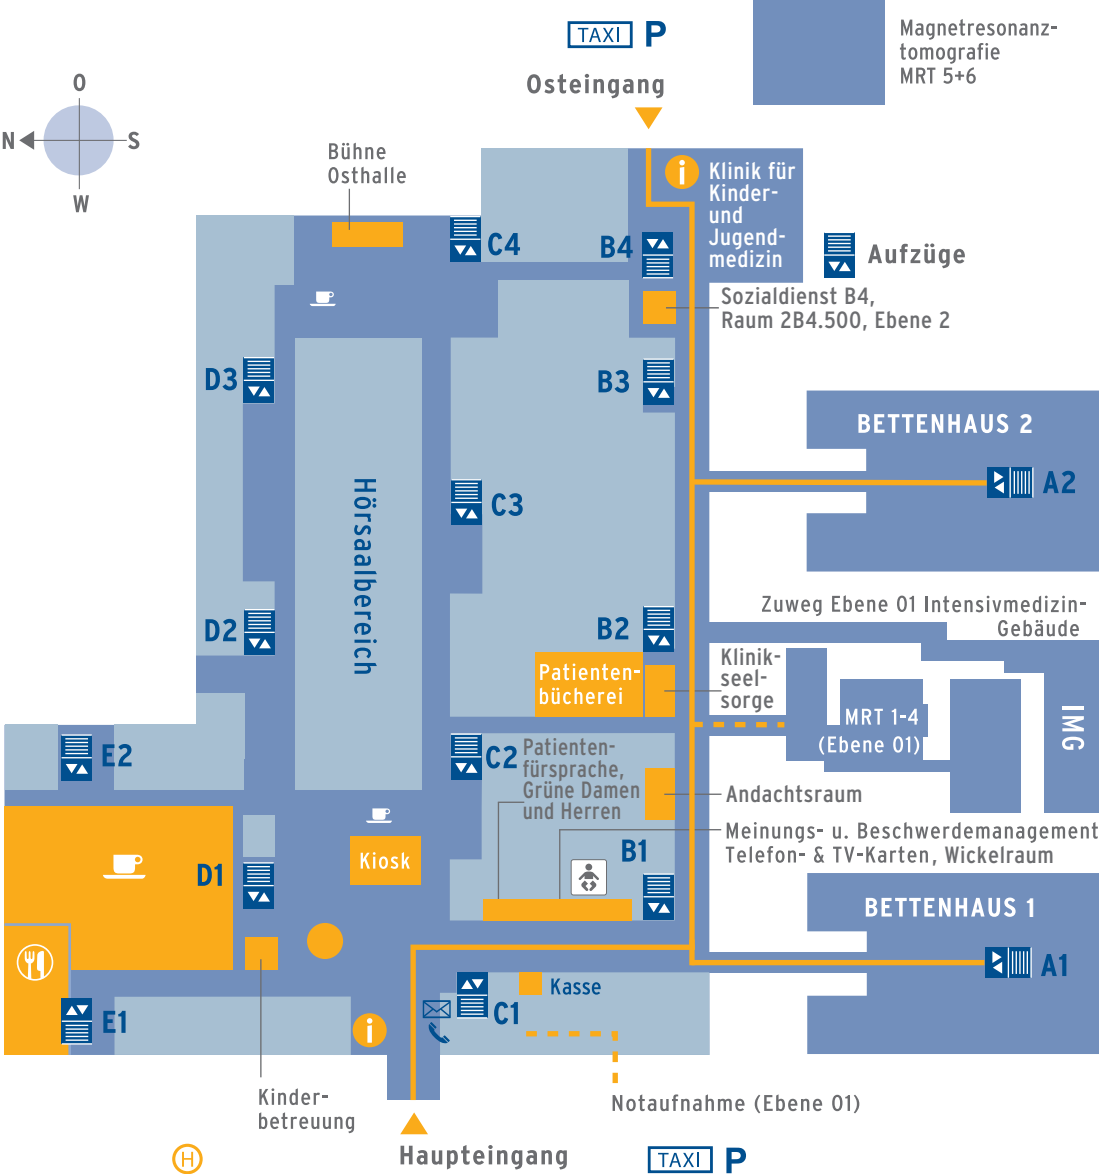 TAXI P
Magnetresonanz-
tomografie
MRT 5+6
Osteingang
O
N
S
W
Bühne
Osthalle
i
Klinik für
Kinder-
und
Jugend-
medizin
C4
B4
Aufzüge
Sozialdienst B4,
Raum 2B4.500, Ebene 2
D3
B3
BETTENHAUS 2
A2
Hörsaalbereich
C3
Zuweg Ebene 01 Intensivmedizin-
Gebäude
D2
B2
Klinik-
seel-
sorge
Patienten-
bücherei
MRT 1-4
(Ebene 01)
IMG
E2
C2
Patienten-
fürsprache,
Grüne Damen
und Herren
Andachtsraum
Meinungs- u. Beschwerdemanagement
Telefon- & TV-Karten, Wickelraum
Kiosk
D1
B1
BETTENHAUS 1
A1
Kasse
C1
E1
i
Kinder-
betreuung
Notaufnahme (Ebene 01)
H
Haupteingang
TAXI P